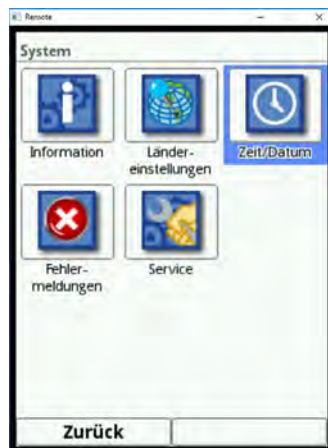 Remote
System
Information
Länder-
einstellungen
Zeit/Datum
Fehler-
meldungen
Service
Zurück